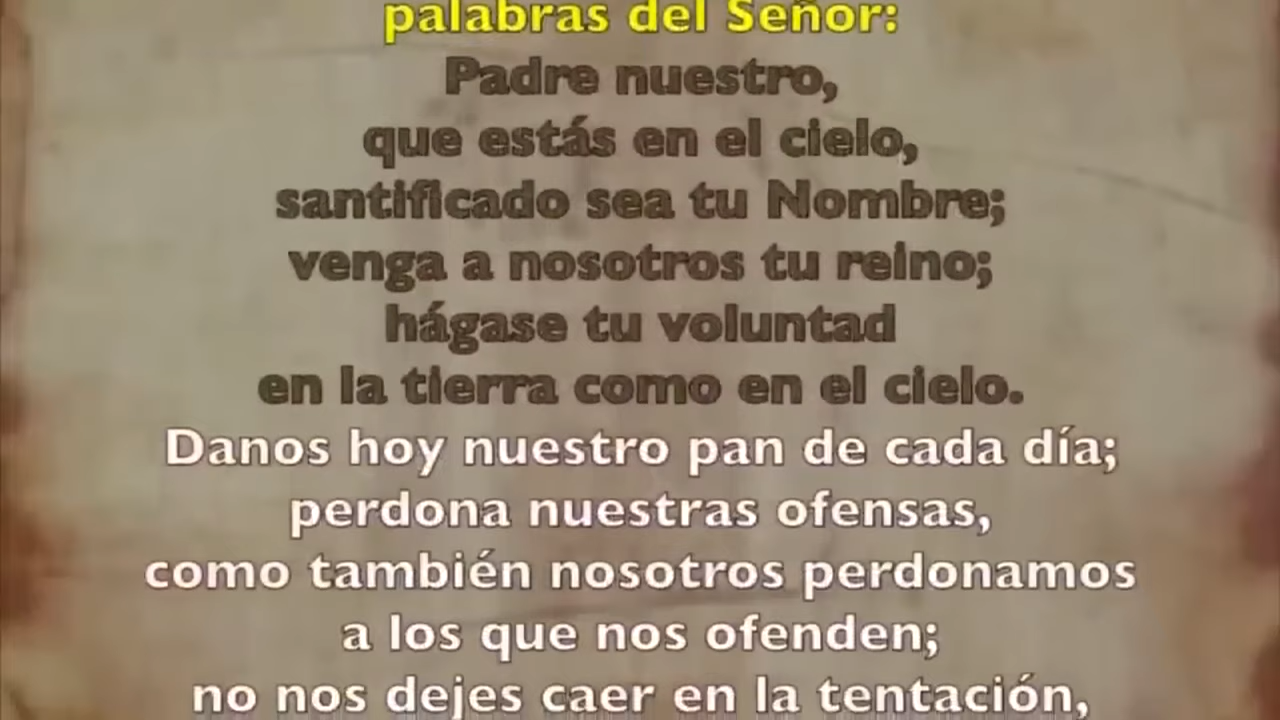 palabras del Señor:
Padre nuestro,
que estás en el cielo,
santificado sea tu Nombre;
venga a nosotros tu reino;
hágase tu voluntad
en la tierra como en el cielo.
Danos hoy nuestro pan de cada día;
perdona nuestras ofensas,
como también nosotros perdonamos
a los que nos ofenden;
no nos dejes caer en la tentación,